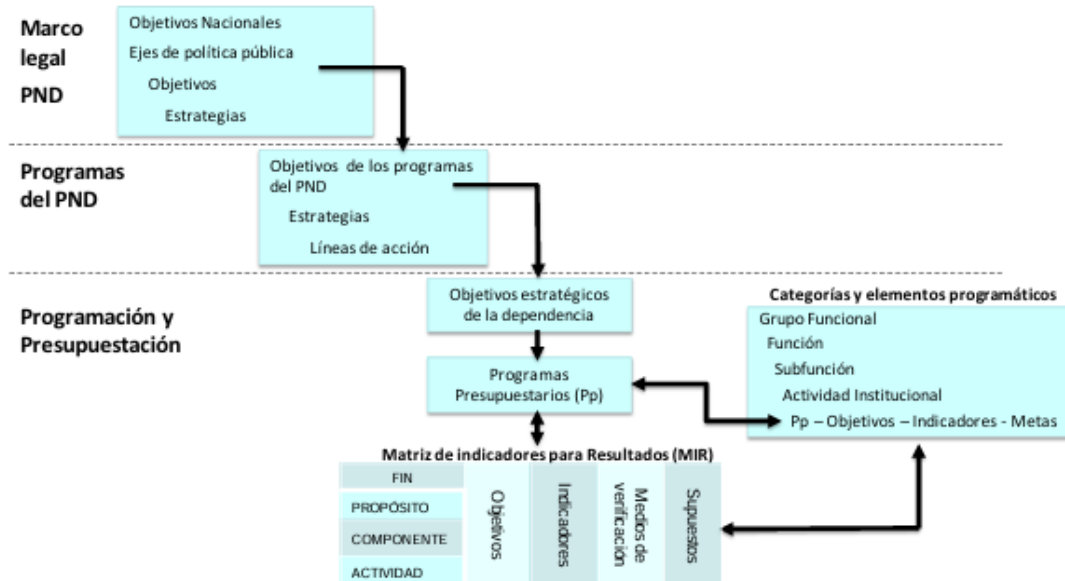 Marco
legal
PND
Objetivos Nacionales
Ejes de política pública
Objetivos
Estrategias
Programas
del PND
Objetivos de los programas
del PND
Estrategias
Líneas de acción
Programación y
Presupuestación
Objetivos estratégicos
de la dependencia
Programas
Presupuestarios (Pp)
Categorías y elementos programáticos
Grupo Funcional
Función
Subfunción
Actividad Institucional
Pp – Objetivos – Indicadores - Metas
Matriz de indicadores para Resultados (MIR)
FIN
PROPÓSITO
COMPONENTE
ACTIVIDAD
Objetivos
Indicadores
Medios de
verificación
Supuestos